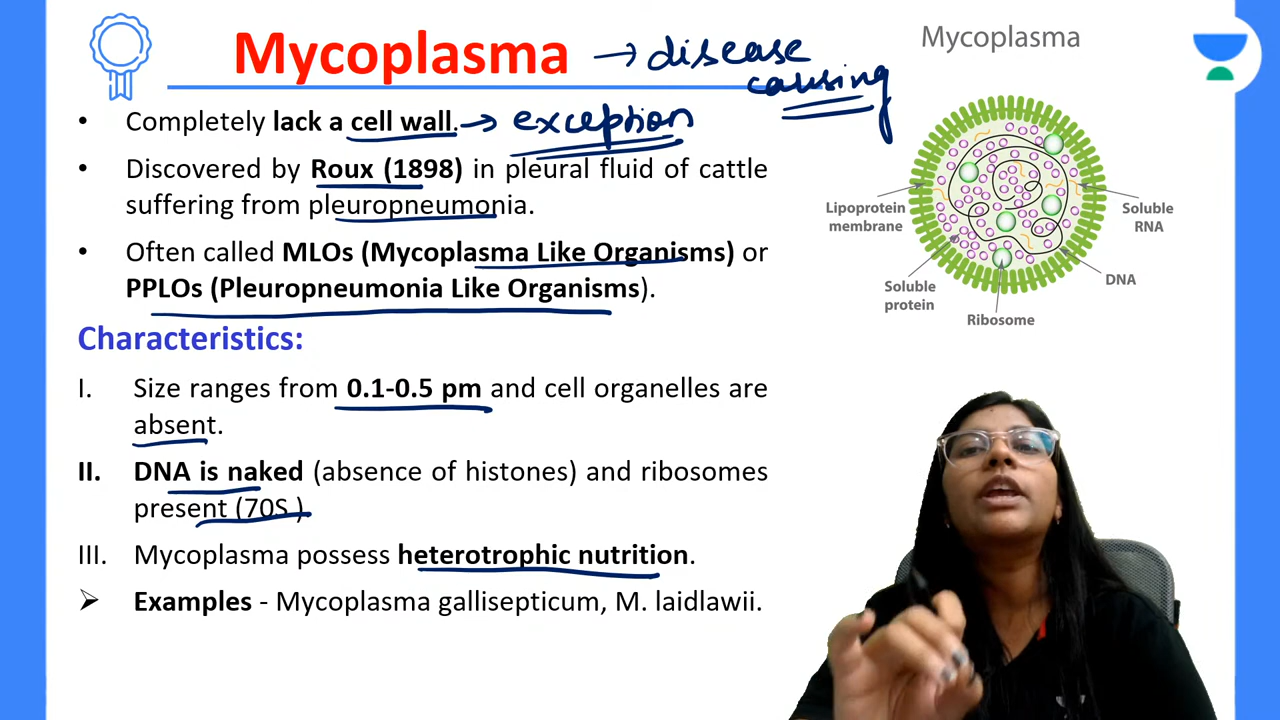 Mycoplasma → disease
causing
• Completely lack a cell wall. → exception
• Discovered by Roux (1898) in pleural fluid of cattle
suffering from pleuropneumonia.
• Often called MLOs (Mycoplasma Like Organisms) or
PPLOs (Pleuropneumonia Like Organisms).
Characteristics:
I. Size ranges from 0.1-0.5 pm and cell organelles are
absent.
II. DNA is naked (absence of histones) and ribosomes
present (70S ).
III. Mycoplasma possess heterotrophic nutrition.
➢ Examples - Mycoplasma gallisepticum, M. laidlawii.
Mycoplasma
Lipoprotein
membrane
Soluble
RNA
Soluble
protein
DNA
Ribosome